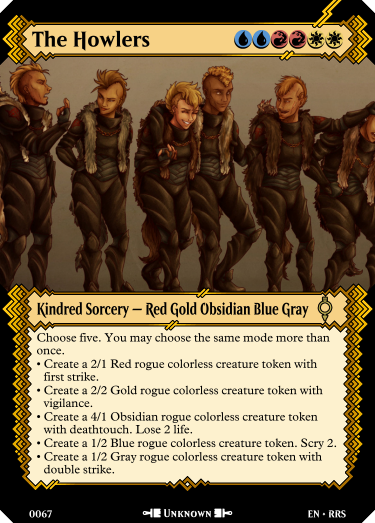 The Howlers
Kindred Sorcery — Red Gold Obsidian Blue Gray
Choose five. You may choose the same mode more than
once.
• Create a 2/1 Red rogue colorless creature token with
first strike.
• Create a 2/2 Gold rogue colorless creature token with
vigilance.
• Create a 4/1 Obsidian rogue colorless creature token
with deathtouch. Lose 2 life.
• Create a 1/2 Blue rogue colorless creature token. Scry 2.
• Create a 1/2 Gray rogue colorless creature token with
double strike.
0067 Unknown EN · RRS